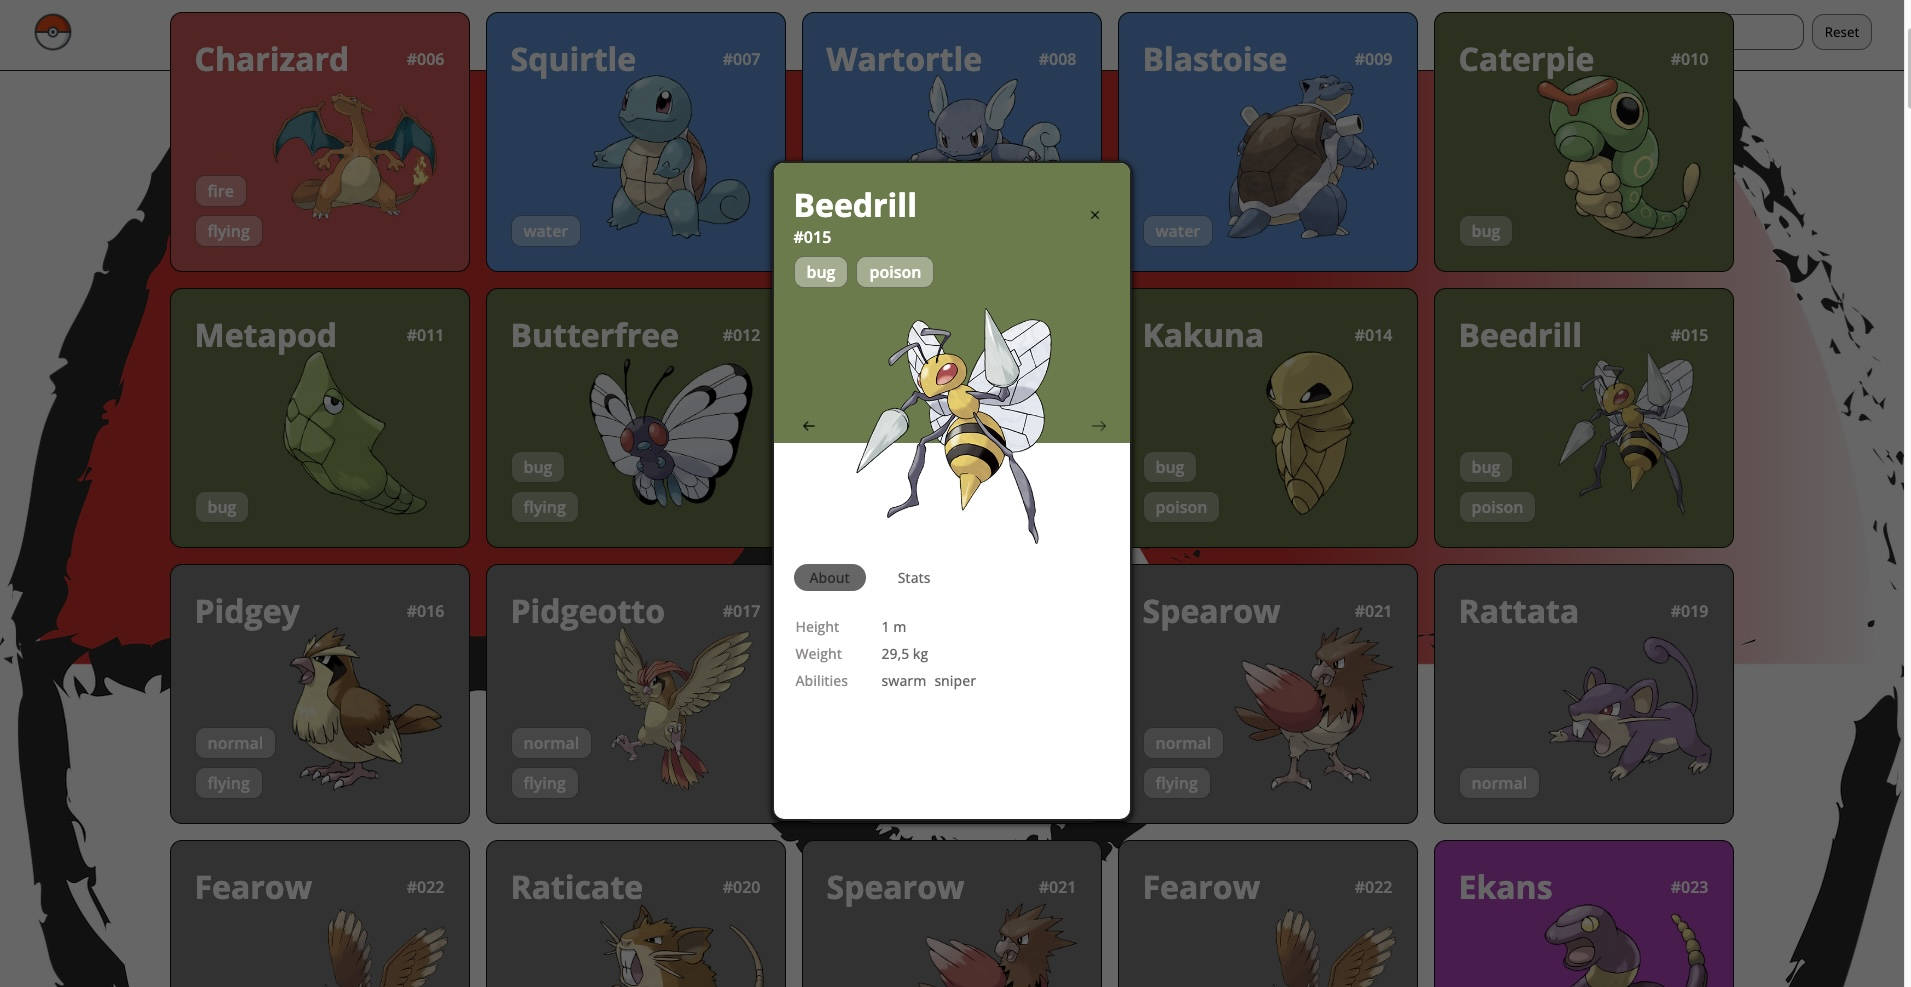 Reset
Charizard #006
fire
flying
Squirtle #007
water
Wartortle #008
Blastoise #009
water
Caterpie #010
bug
Metapod #011
bug
Butterfree #012
bug
flying
Beedrill
×
#015
bug poison
← →
About Stats
Height 1 m
Weight 29,5 kg
Abilities swarm sniper
Kakuna #014
bug
poison
Beedrill #015
bug
poison
Pidgey #016
normal
flying
Pidgeotto #017
normal
flying
Spearow #021
normal
flying
Rattata #019
normal
Fearow #022
Raticate #020
Spearow #021
Fearow #022
Ekans #023